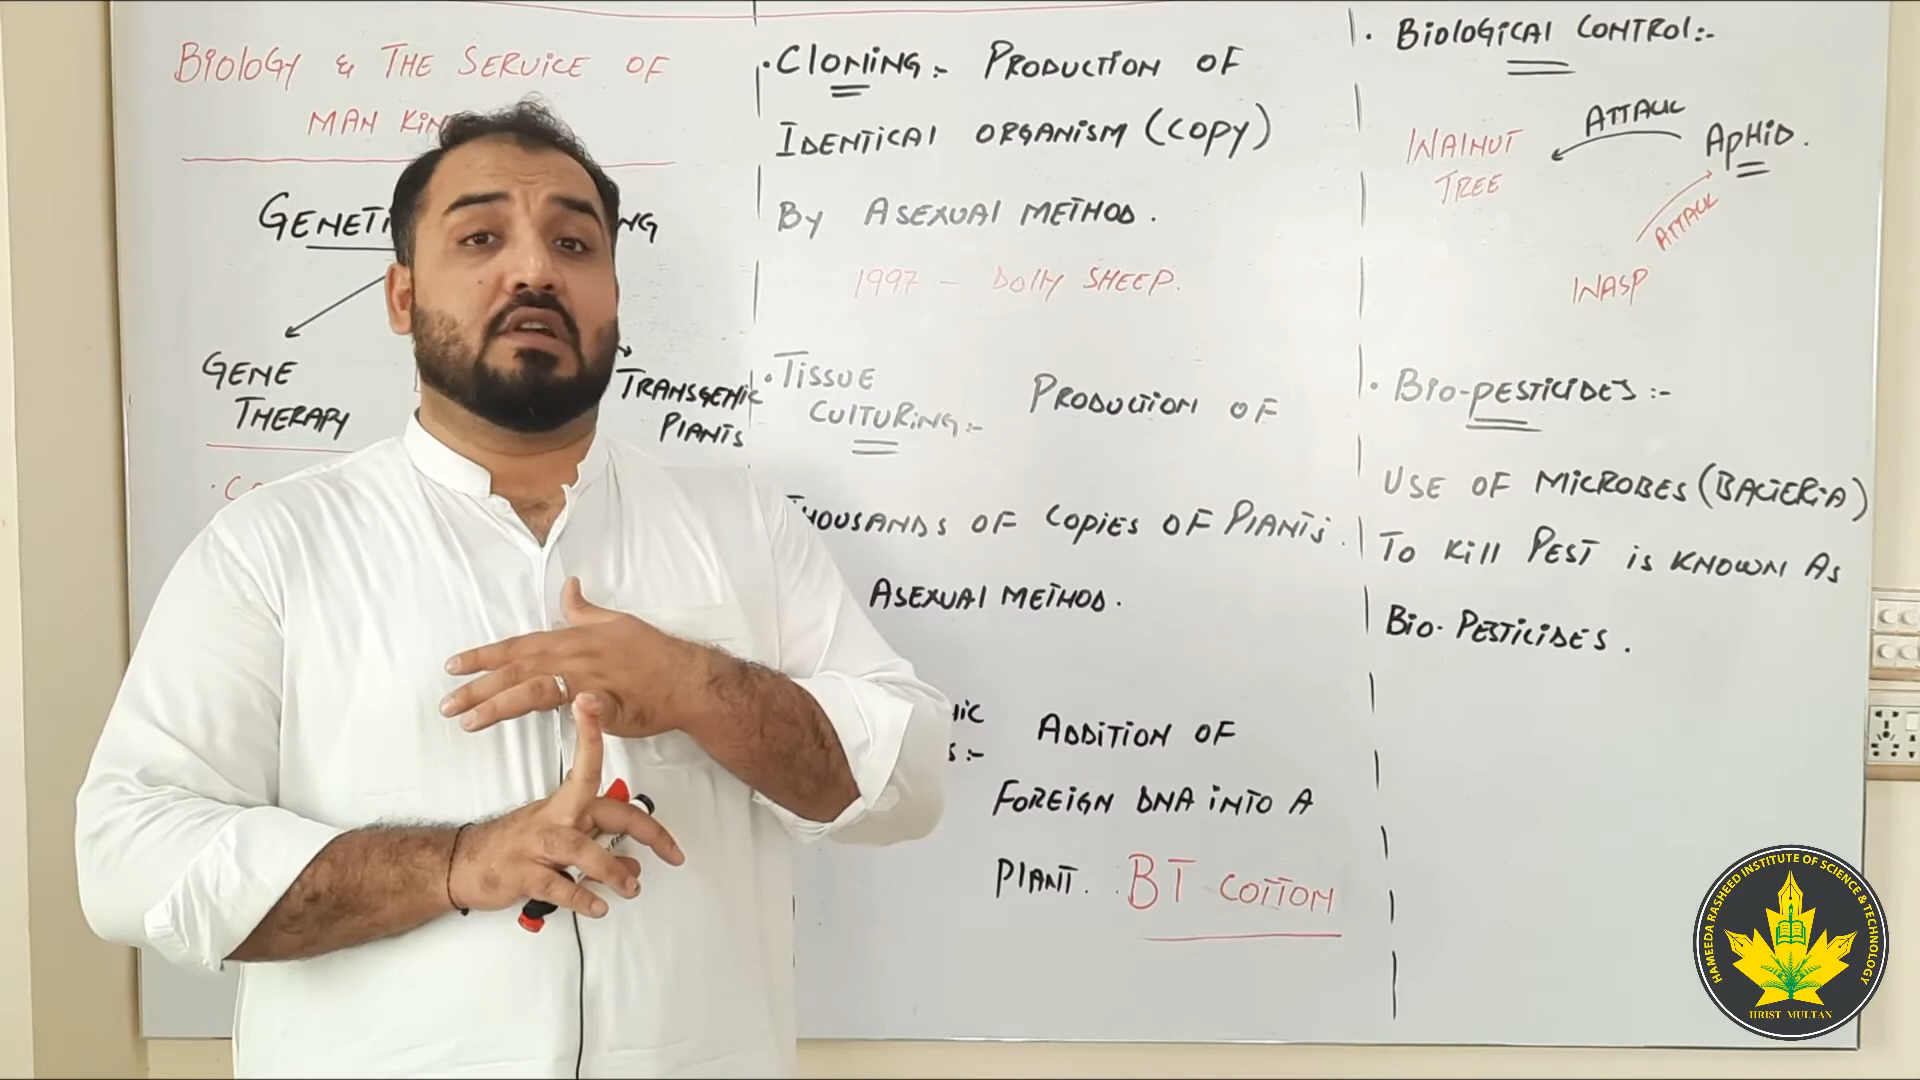 BIOLOGY & THE SERVICE OF
MAN
GENE
THERAPY
TRANSGENIC
PLANTS
. CLONING :- PRODUCTION OF
IDENTICAL ORGANISM (COPY)
BY ASEXUAL METHOD.
1997 - DOLLY SHEEP.
. TISSUE
CULTURING :- PRODUCTION OF
THOUSANDS OF COPIES OF PLANTS.
ASEXUAL METHOD.
ADDITION OF
FOREIGN DNA INTO A
PLANT. BT COTTON
. BIOLOGICAL CONTROL :-
WALNUT
TREE
ATTACK
APHID.
ATTACK
WASP
. BIO-PESTICIDES :-
USE OF MICROBES (BACTERIA)
TO KILL PEST IS KNOWN AS
BIO-PESTICIDES.
HAMEEDA RASHEED INSTITUTE OF SCIENCE & TECHNOLOGY
HRIST MULTAN